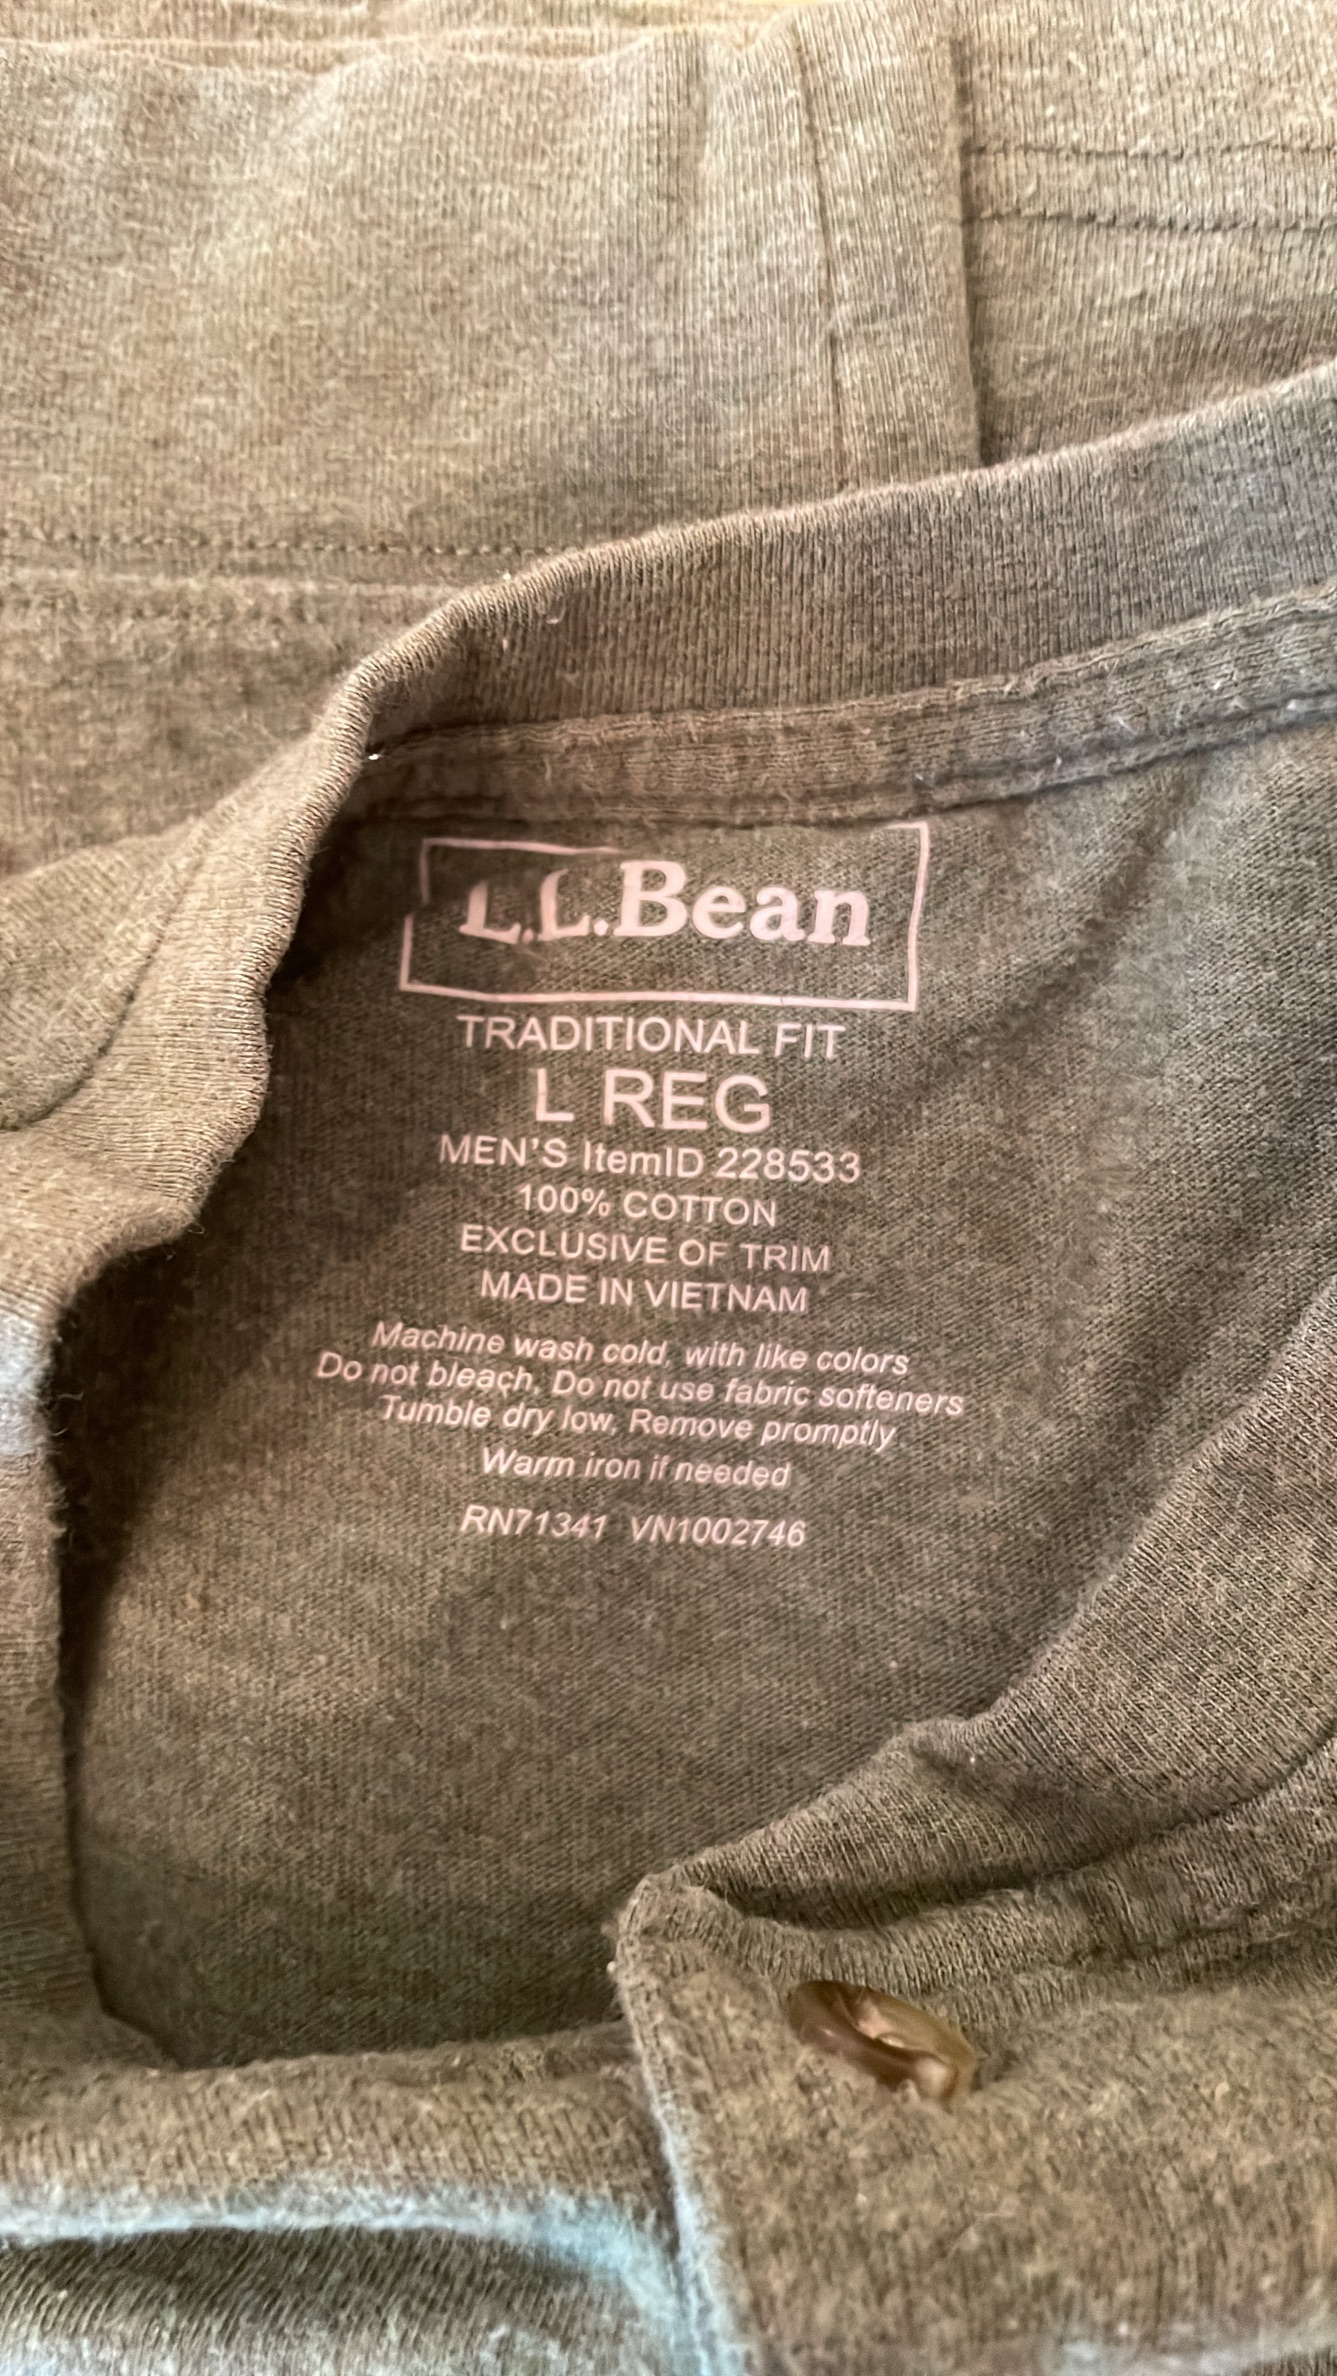 L.L.Bean
TRADITIONAL FIT
L REG
MEN'S ItemID 228533
100% COTTON
EXCLUSIVE OF TRIM
MADE IN VIETNAM
Machine wash cold, with like colors
Do not bleach, Do not use fabric softeners
Tumble dry low, Remove promptly
Warm iron if needed
RN71341 VN1002746